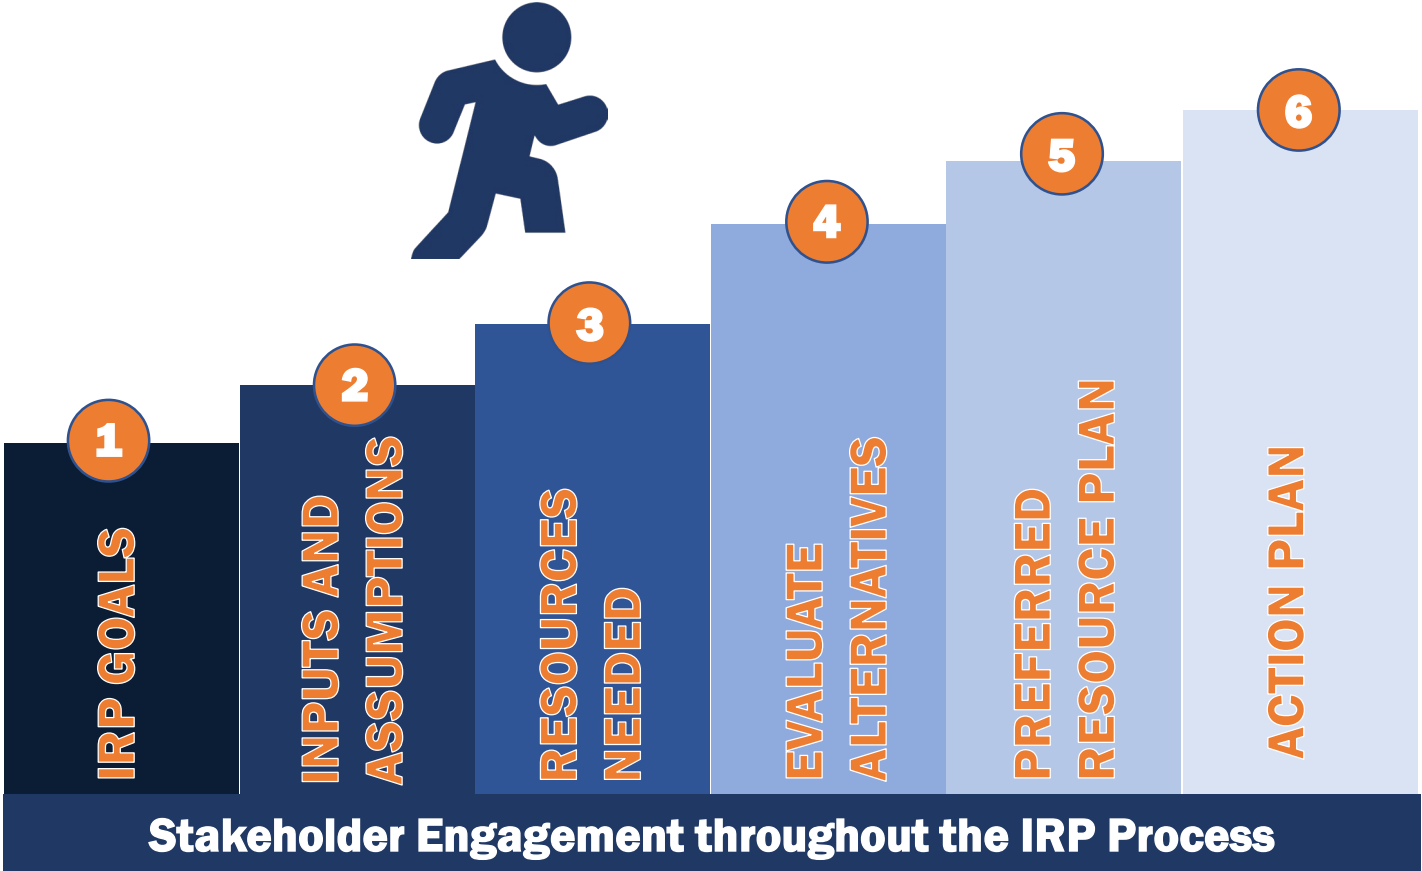 1
IRP GOALS
2
INPUTS AND
ASSUMPTIONS
3
RESOURCES
NEEDED
4
EVALUATE
ALTERNATIVES
5
PREFERRED
RESOURCE PLAN
6
ACTION PLAN
Stakeholder Engagement throughout the IRP Process